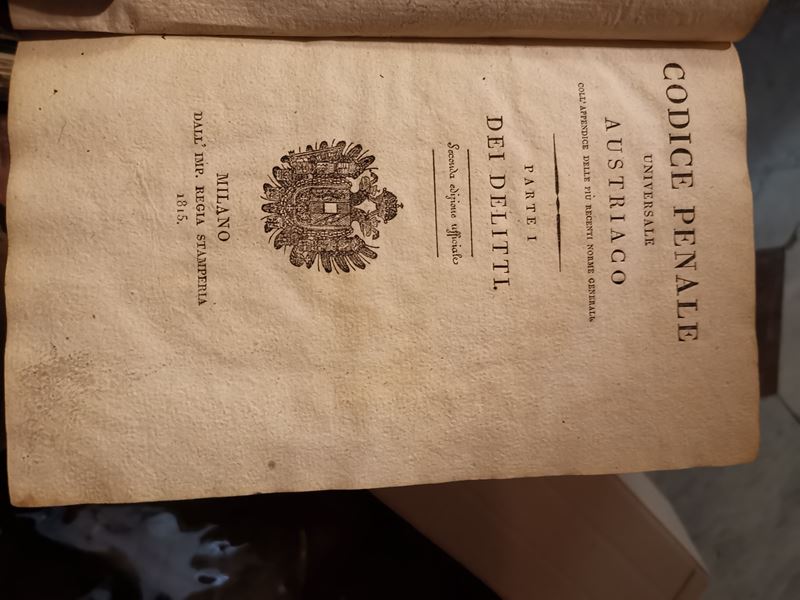 CODICE PENALE
UNIVERSALE
AUSTRIACO
COLL' APPENDICE DELLE PIÙ RECENTI NORME GENERALI.
PARTE I
DEI DELITTI.
Seconda edizione ufficiale
MILANO
DALL' IMP. REGIA STAMPERIA
1815.